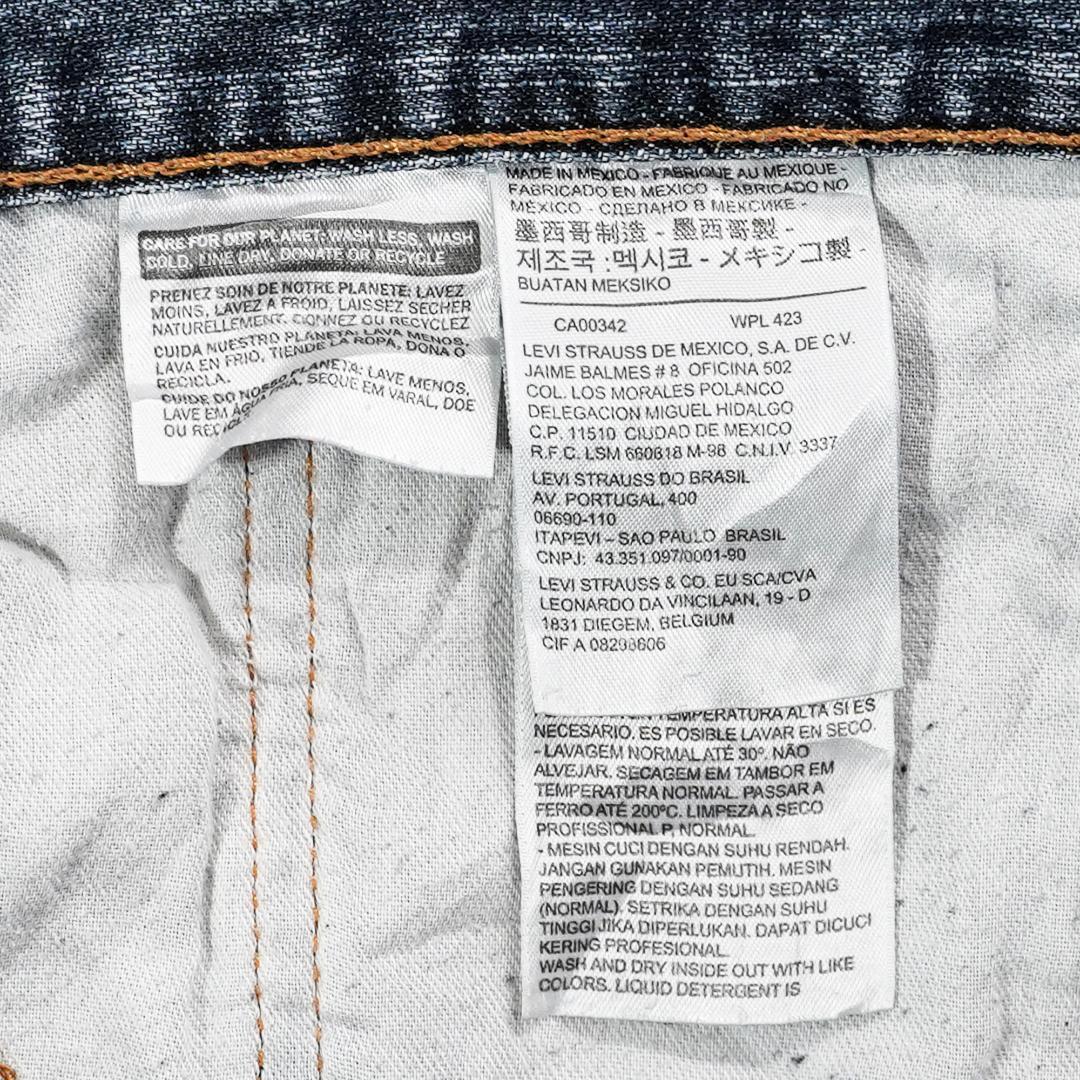 CARE FOR OUR PLANET: WASH LESS, WASH
COLD, LINE DRY, DONATE OR RECYCLE
PRENEZ SOIN DE NOTRE PLANETE: LAVEZ
MOINS, LAVEZ A FROID, LAISSEZ SECHER
NATURELLEMENT. DONNEZ OU RECYCLEZ
CUIDA NUESTRO PLANETA: LAVA MENOS,
LAVA EN FRIO, TIENDE LA ROPA, DONA O
RECICLA.
CUIDE DO NOSSO PLANETA: LAVE MENOS,
LAVE EM ÁGUA FRIA, SEQUE EM VARAL, DOE
OU RECICLE
MADE IN MEXICO - FABRIQUE AU MEXIQUE -
FABRICADO EN MEXICO - FABRICADO NO
MEXICO - СДЕЛАНО В МЕКСИКЕ -
墨西哥制造 - 墨西哥製 -
제조국 :멕시코 - メキシコ製 -
BUATAN MEKSIKO
CA00342 WPL 423
LEVI STRAUSS DE MEXICO, S.A. DE C.V.
JAIME BALMES # 8 OFICINA 502
COL. LOS MORALES POLANCO
DELEGACION MIGUEL HIDALGO
C.P. 11510 CIUDAD DE MEXICO
R.F.C. LSM 660818 M-98 C.N.I.V. 3337
LEVI STRAUSS DO BRASIL
AV. PORTUGAL, 400
06690-110
ITAPEVI – SAO PAULO BRASIL
CNPJ: 43.351.097/0001-90
LEVI STRAUSS & CO. EU SCA/CVA
LEONARDO DA VINCILAAN, 19 - D
1831 DIEGEM, BELGIUM
CIF A 08298606
TEMPERATURA ALTA SI ES
NECESARIO. ES POSIBLE LAVAR EN SECO.
- LAVAGEM NORMAL ATÉ 30º. NÃO
ALVEJAR. SECAGEM EM TAMBOR EM
TEMPERATURA NORMAL. PASSAR A
FERRO ATÉ 200ºC. LIMPEZA A SECO
PROFISSIONAL P, NORMAL.
- MESIN CUCI DENGAN SUHU RENDAH.
JANGAN GUNAKAN PEMUTIH. MESIN
PENGERING DENGAN SUHU SEDANG
(NORMAL). SETRIKA DENGAN SUHU
TINGGI JIKA DIPERLUKAN. DAPAT DICUCI
KERING PROFESIONAL.
WASH AND DRY INSIDE OUT WITH LIKE
COLORS. LIQUID DETERGENT IS